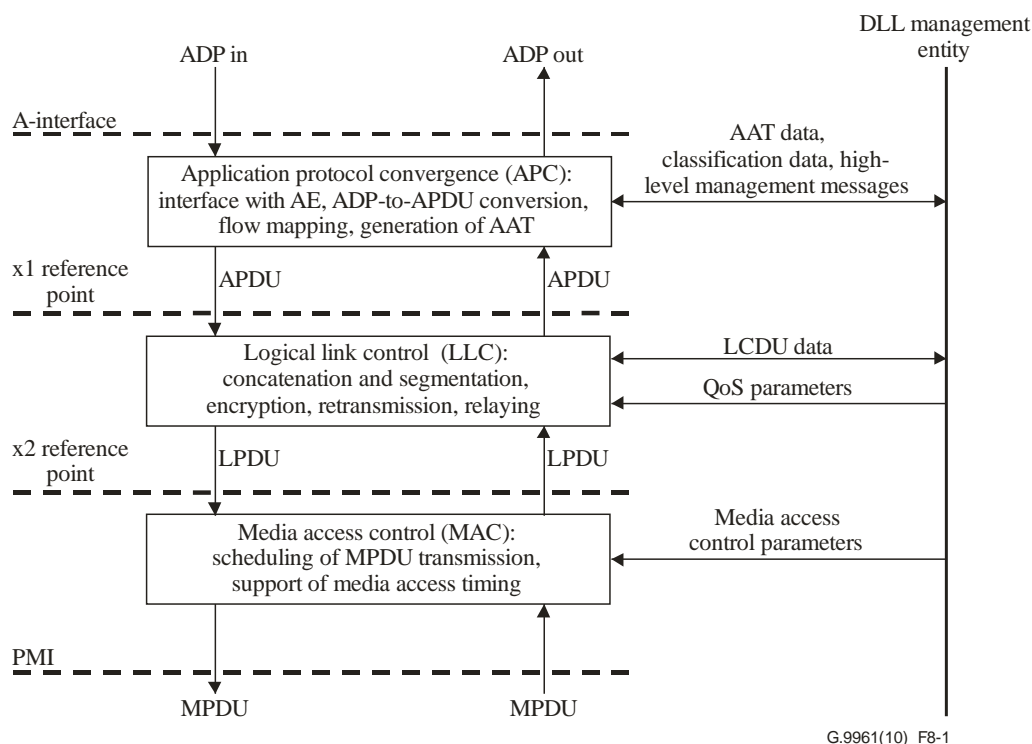 DLL management
entity
ADP in
ADP out
A-interface
AAT data,
classification data, high-
level management messages
Application protocol convergence (APC):
interface with AE, ADP-to-APDU conversion,
flow mapping, generation of AAT
x1 reference
point
APDU
APDU
Logical link control (LLC):
concatenation and segmentation,
encryption, retransmission, relaying
LCDU data
QoS parameters
x2 reference
point
LPDU
LPDU
Media access control (MAC):
scheduling of MPDU transmission,
support of media access timing
Media access
control parameters
PMI
MPDU
MPDU
G.9961(10)_F8-1